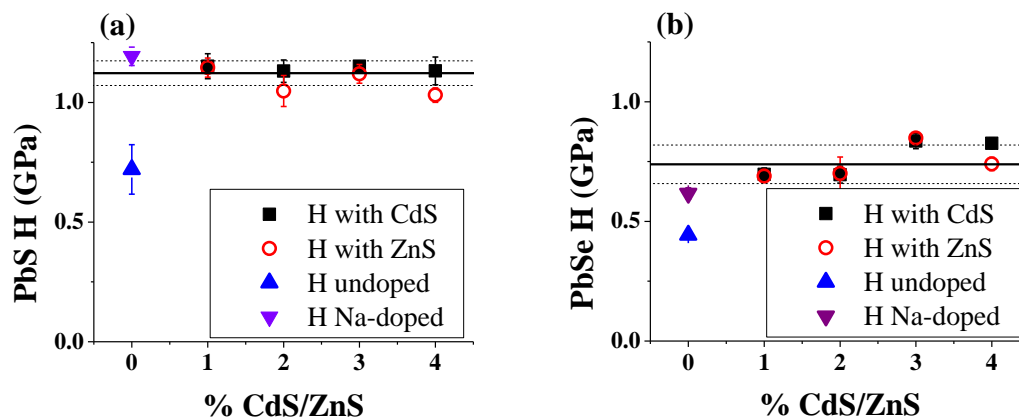 (a)
PbS H (GPa)
1.0
0.5
0.0
0 1 2 3 4
% CdS/ZnS
H with CdS
H with ZnS
H undoped
H Na-doped
(b)
PbSe H (GPa)
1.0
0.5
0.0
0 1 2 3 4
% CdS/ZnS
H with CdS
H with ZnS
H undoped
H Na-doped